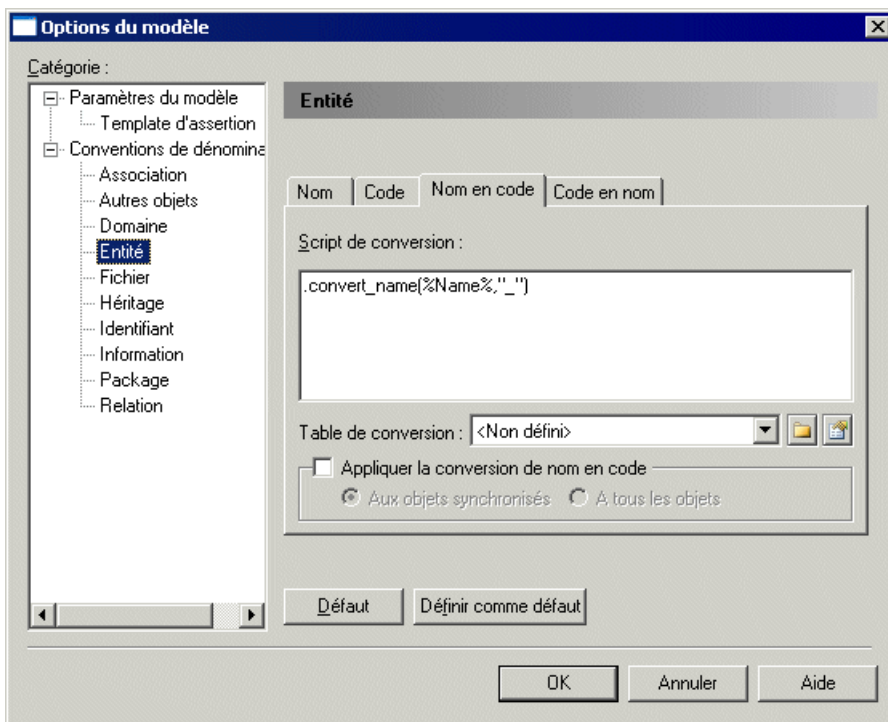 Options du modèle
Catégorie :
Paramètres du modèle
Template d'assertion
Conventions de dénomina
Association
Autres objets
Domaine
Entité
Fichier
Héritage
Identifiant
Information
Package
Relation
Entité
Nom Code Nom en code Code en nom
Script de conversion :
.convert_name(%Name%,"_")
Table de conversion : <Non défini>
Appliquer la conversion de nom en code
Aux objets synchronisés A tous les objets
Défaut Définir comme défaut
OK Annuler Aide